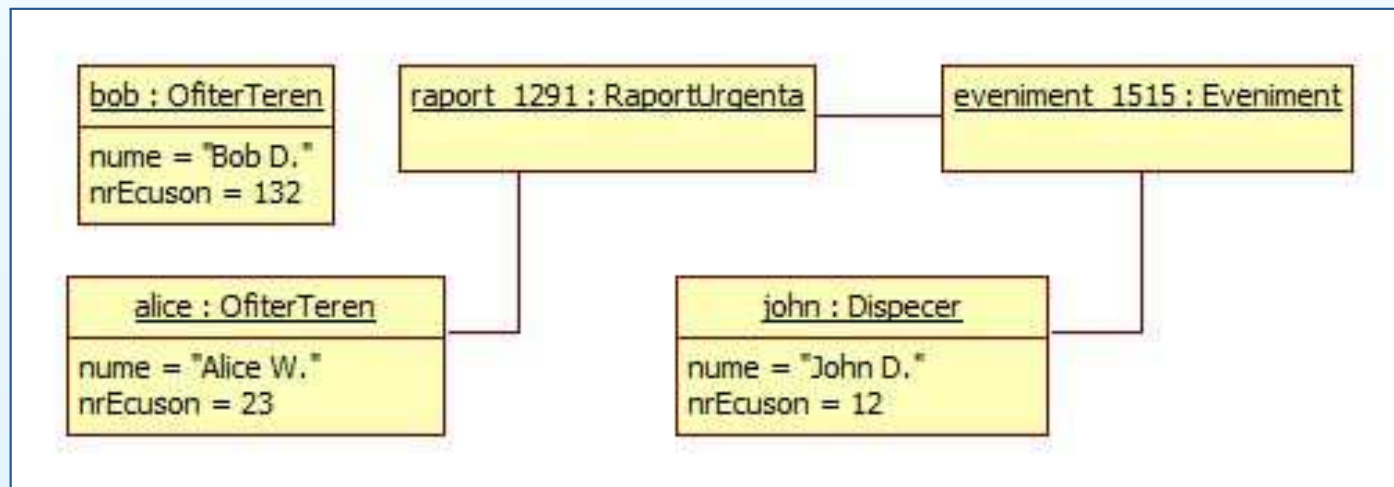 bob : OfiterTeren
nume = "Bob D."
nrEcuson = 132
raport_1291 : RaportUrgenta
eveniment_1515 : Eveniment
alice : OfiterTeren
nume = "Alice W."
nrEcuson = 23
john : Dispecer
nume = "John D."
nrEcuson = 12